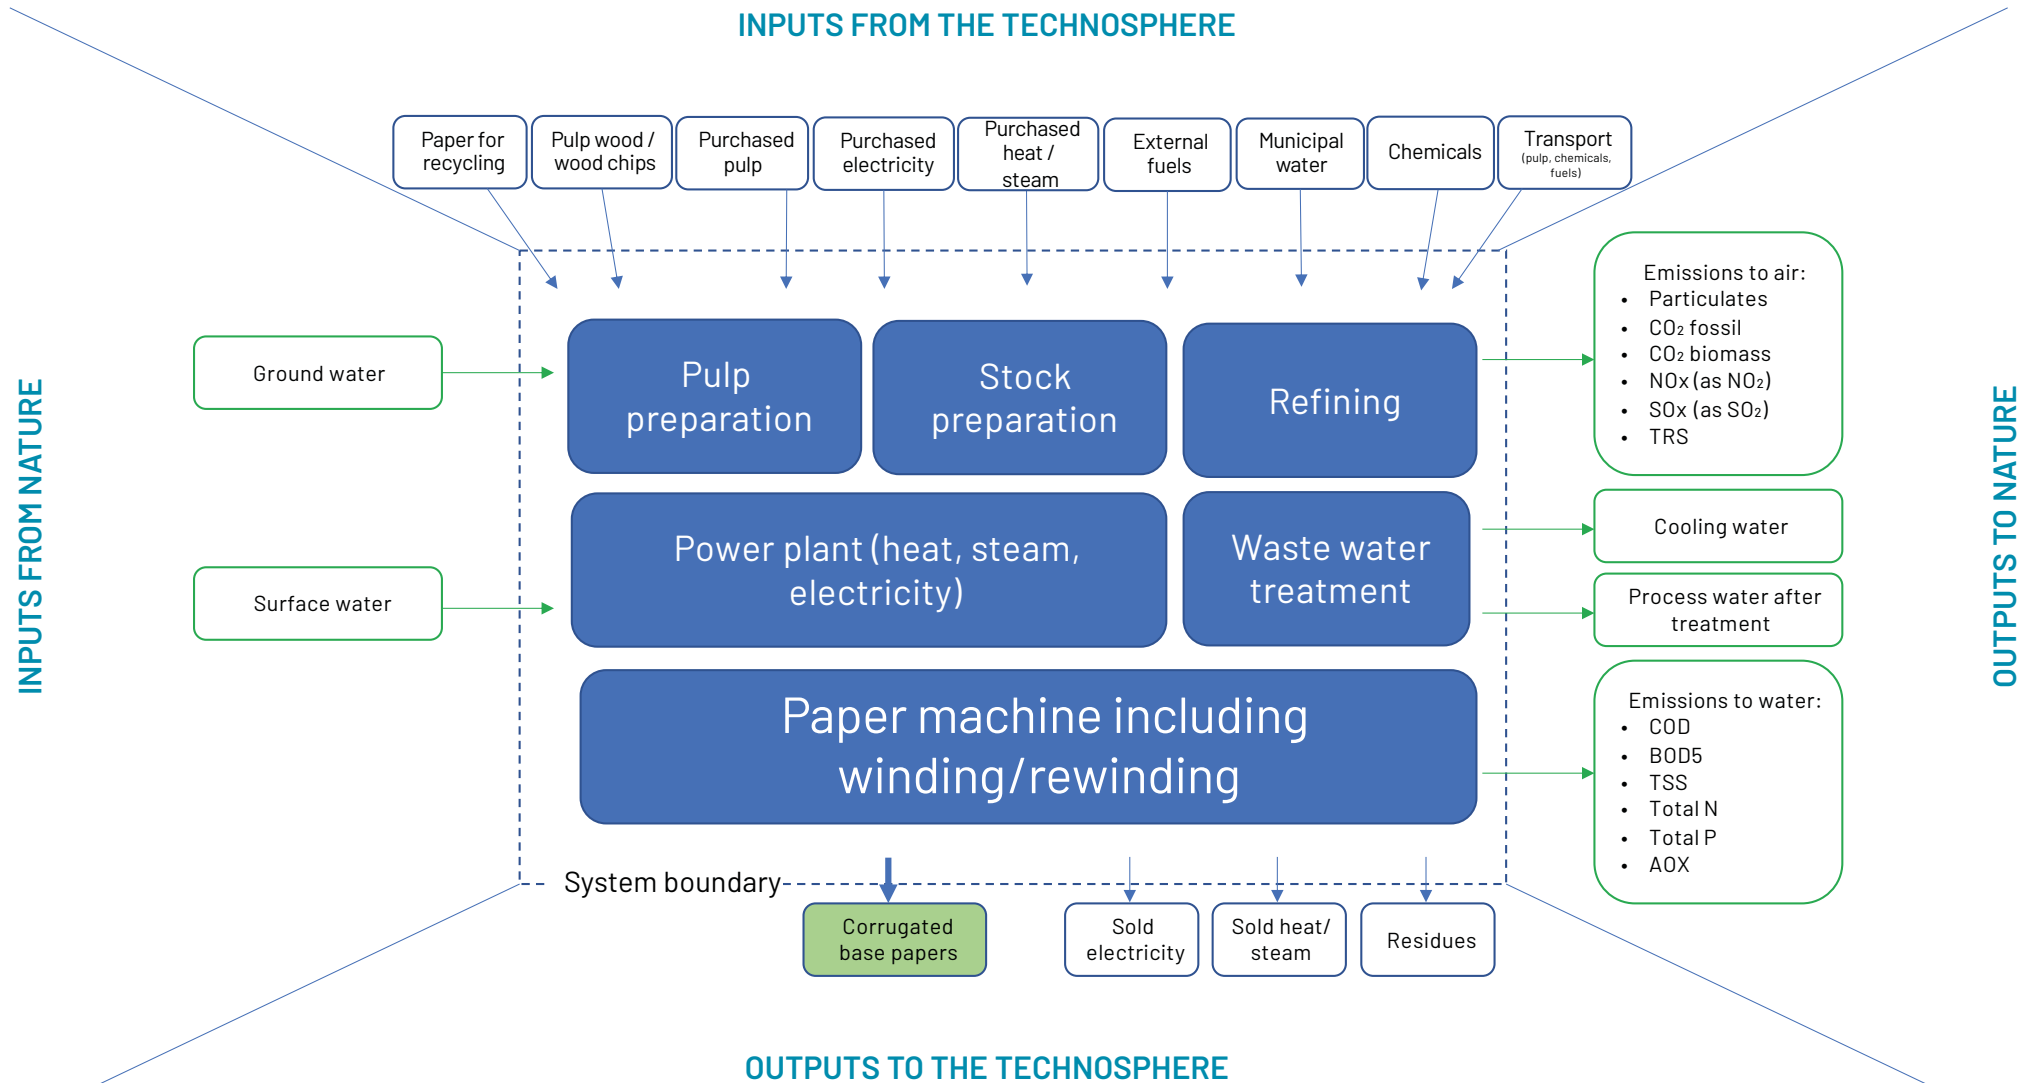 INPUTS FROM THE TECHNOSPHERE
Paper for
recycling
Pulp wood /
wood chips
Purchased
pulp
Purchased
electricity
Purchased
heat /
steam
External
fuels
Municipal
water
Chemicals
Transport
(pulp, chemicals,
fuels)
INPUTS FROM NATURE
Ground water
Surface water
Pulp
preparation
Stock
preparation
Refining
Power plant (heat, steam,
electricity)
Waste water
treatment
Paper machine including
winding/rewinding
System boundary
Emissions to air:
• Particulates
• CO₂ fossil
• CO₂ biomass
• NOx (as NO₂)
• SOx (as SO₂)
• TRS
Cooling water
Process water after
treatment
Emissions to water:
• COD
• BOD5
• TSS
• Total N
• Total P
• AOX
OUTPUTS TO NATURE
Corrugated
base papers
Sold
electricity
Sold heat/
steam
Residues
OUTPUTS TO THE TECHNOSPHERE